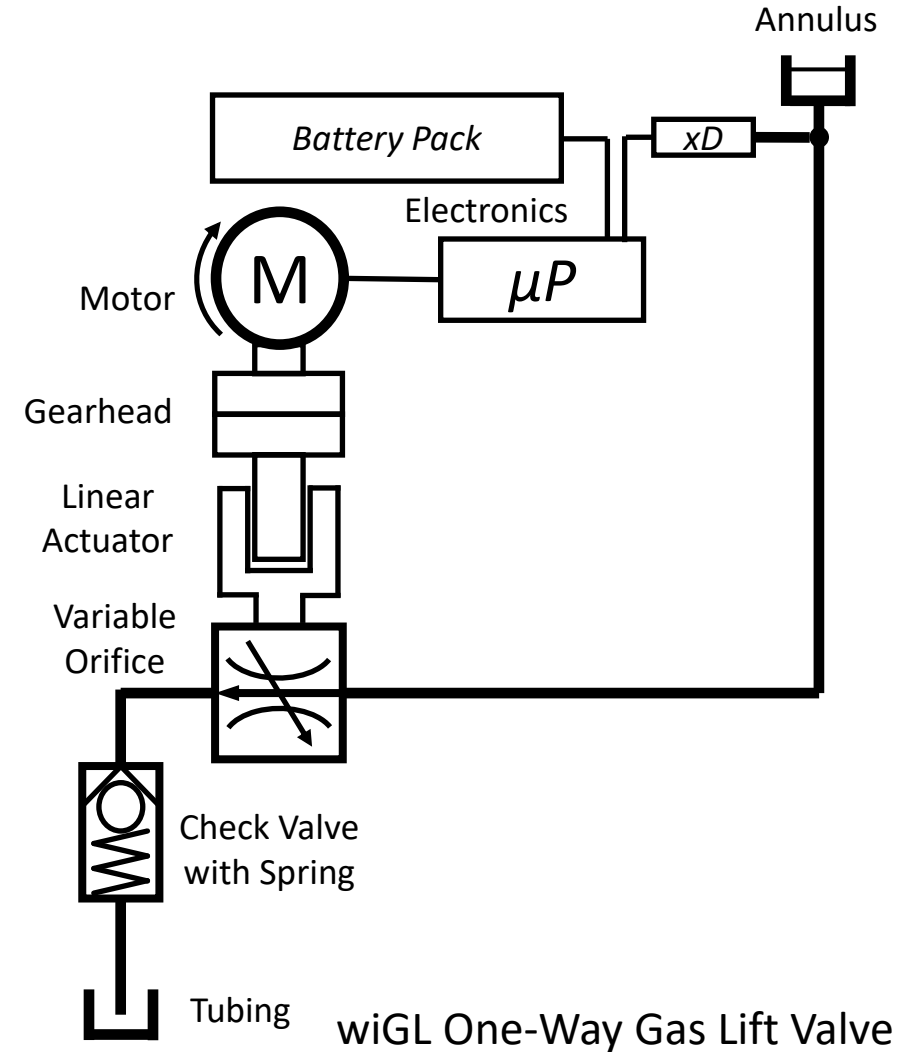 Annulus
Battery Pack
xD
Electronics
μP
M
Motor
Gearhead
Linear
Actuator
Variable
Orifice
Check Valve
with Spring
Tubing
wiGL One-Way Gas Lift Valve